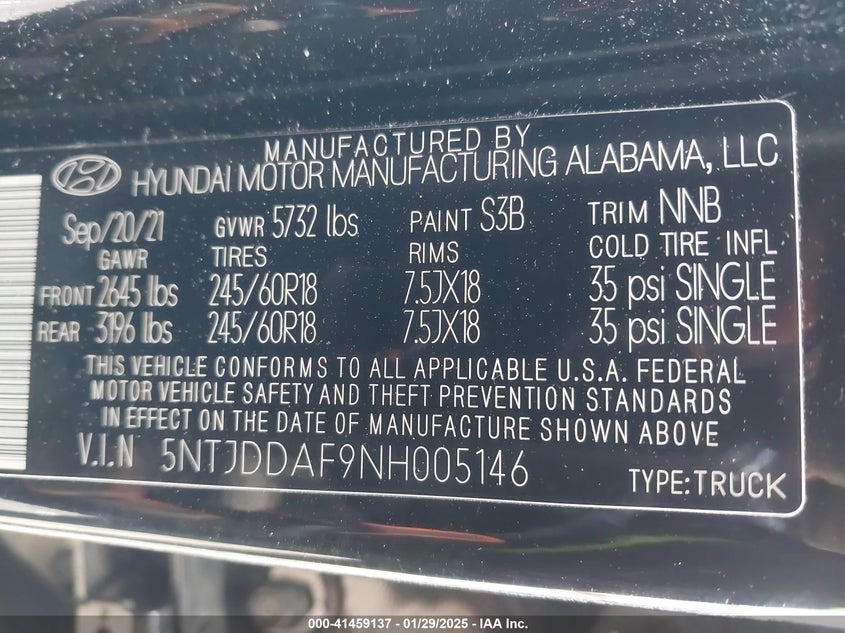 MANUFACTURED BY
HYUNDAI MOTOR MANUFACTURING ALABAMA, LLC
Sep/20/21 GVWR 5732 lbs PAINT S3B TRIM NNB
GAWR TIRES RIMS COLD TIRE INFL
FRONT 2645 lbs 245/60R18 7.5JX18 35 psi SINGLE
REAR 3196 lbs 245/60R18 7.5JX18 35 psi SINGLE
THIS VEHICLE CONFORMS TO ALL APPLICABLE U.S.A. FEDERAL
MOTOR VEHICLE SAFETY AND THEFT PREVENTION STANDARDS
IN EFFECT ON THE DATE OF MANUFACTURE SHOWN ABOVE
V.I.N 5NTJDDAF9NH005146
TYPE:TRUCK
000-41459137 - 01/29/2025 - IAA Inc.